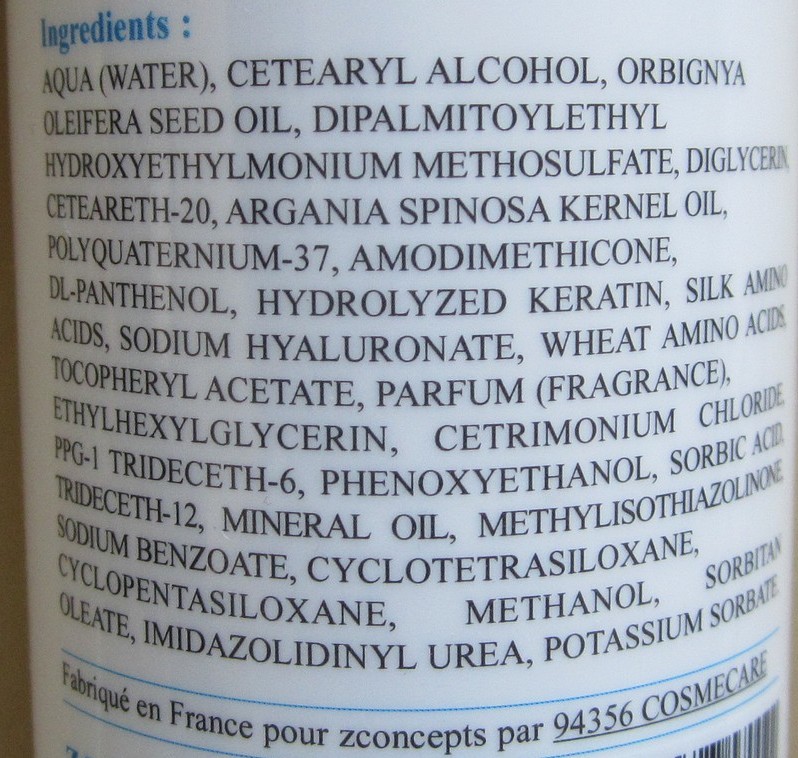 Ingredients :
AQUA (WATER), CETEARYL ALCOHOL, ORBIGNYA
OLEIFERA SEED OIL, DIPALMITOYLETHYL
HYDROXYETHYLMONIUM METHOSULFATE, DIGLYCERIN,
CETEARETH-20, ARGANIA SPINOSA KERNEL OIL,
POLYQUATERNIUM-37, AMODIMETHICONE,
DL-PANTHENOL, HYDROLYZED KERATIN, SILK AMINO
ACIDS, SODIUM HYALURONATE, WHEAT AMINO ACIDS,
TOCOPHERYL ACETATE, PARFUM (FRAGRANCE),
ETHYLHEXYLGLYCERIN, CETRIMONIUM CHLORIDE,
PPG-1 TRIDECETH-6, PHENOXYETHANOL, SORBIC ACID,
TRIDECETH-12, MINERAL OIL, METHYLISOTHIAZOLINONE,
SODIUM BENZOATE, CYCLOTETRASILOXANE,
CYCLOPENTASILOXANE, METHANOL, SORBITAN
OLEATE, IMIDAZOLIDINYL UREA, POTASSIUM SORBATE
Fabriqué en France pour zconcepts par 94356 COSMECARE